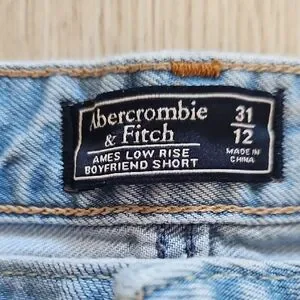 Abercrombie
& Fitch
AMES LOW RISE
BOYFRIEND SHORT
31
12
MADE IN
CHINA